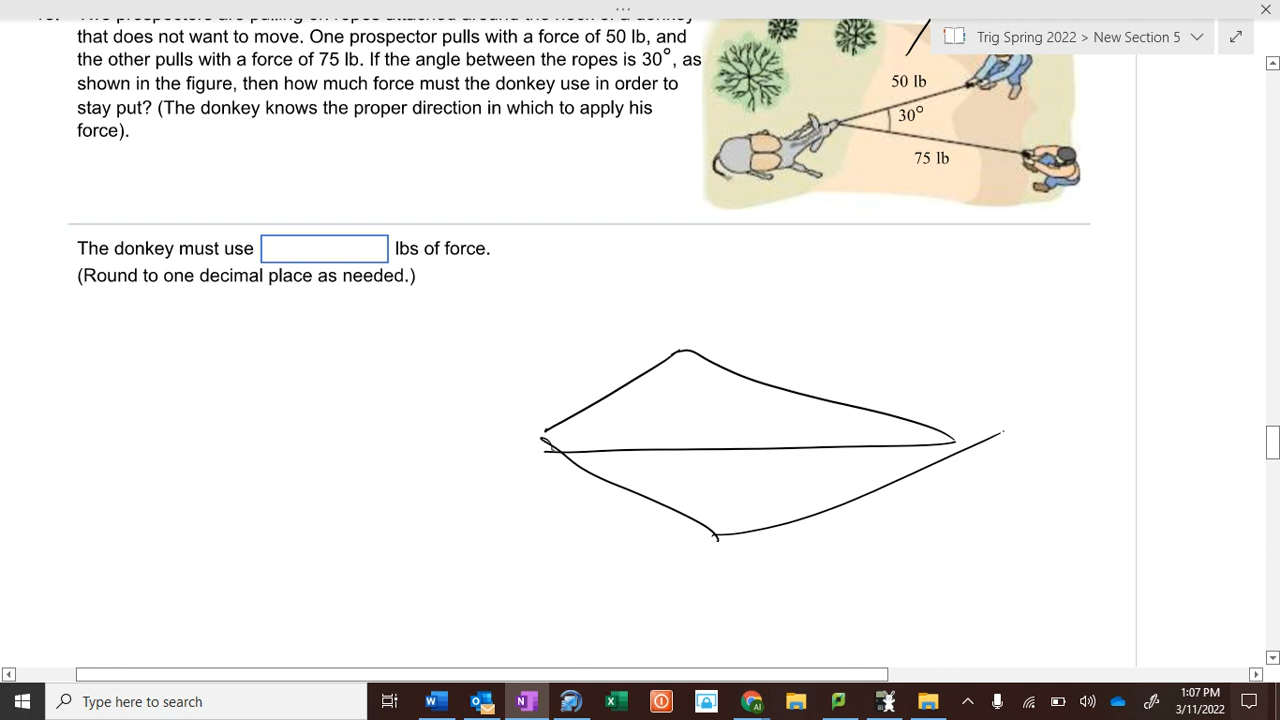 Trig Spring 2022 > New Section 5
that does not want to move. One prospector pulls with a force of 50 lb, and
the other pulls with a force of 75 lb. If the angle between the ropes is 30°, as
shown in the figure, then how much force must the donkey use in order to
stay put? (The donkey knows the proper direction in which to apply his
force).
50 lb
30°
75 lb
The donkey must use lbs of force.
(Round to one decimal place as needed.)
Type here to search
1:07 PM
3/11/2022